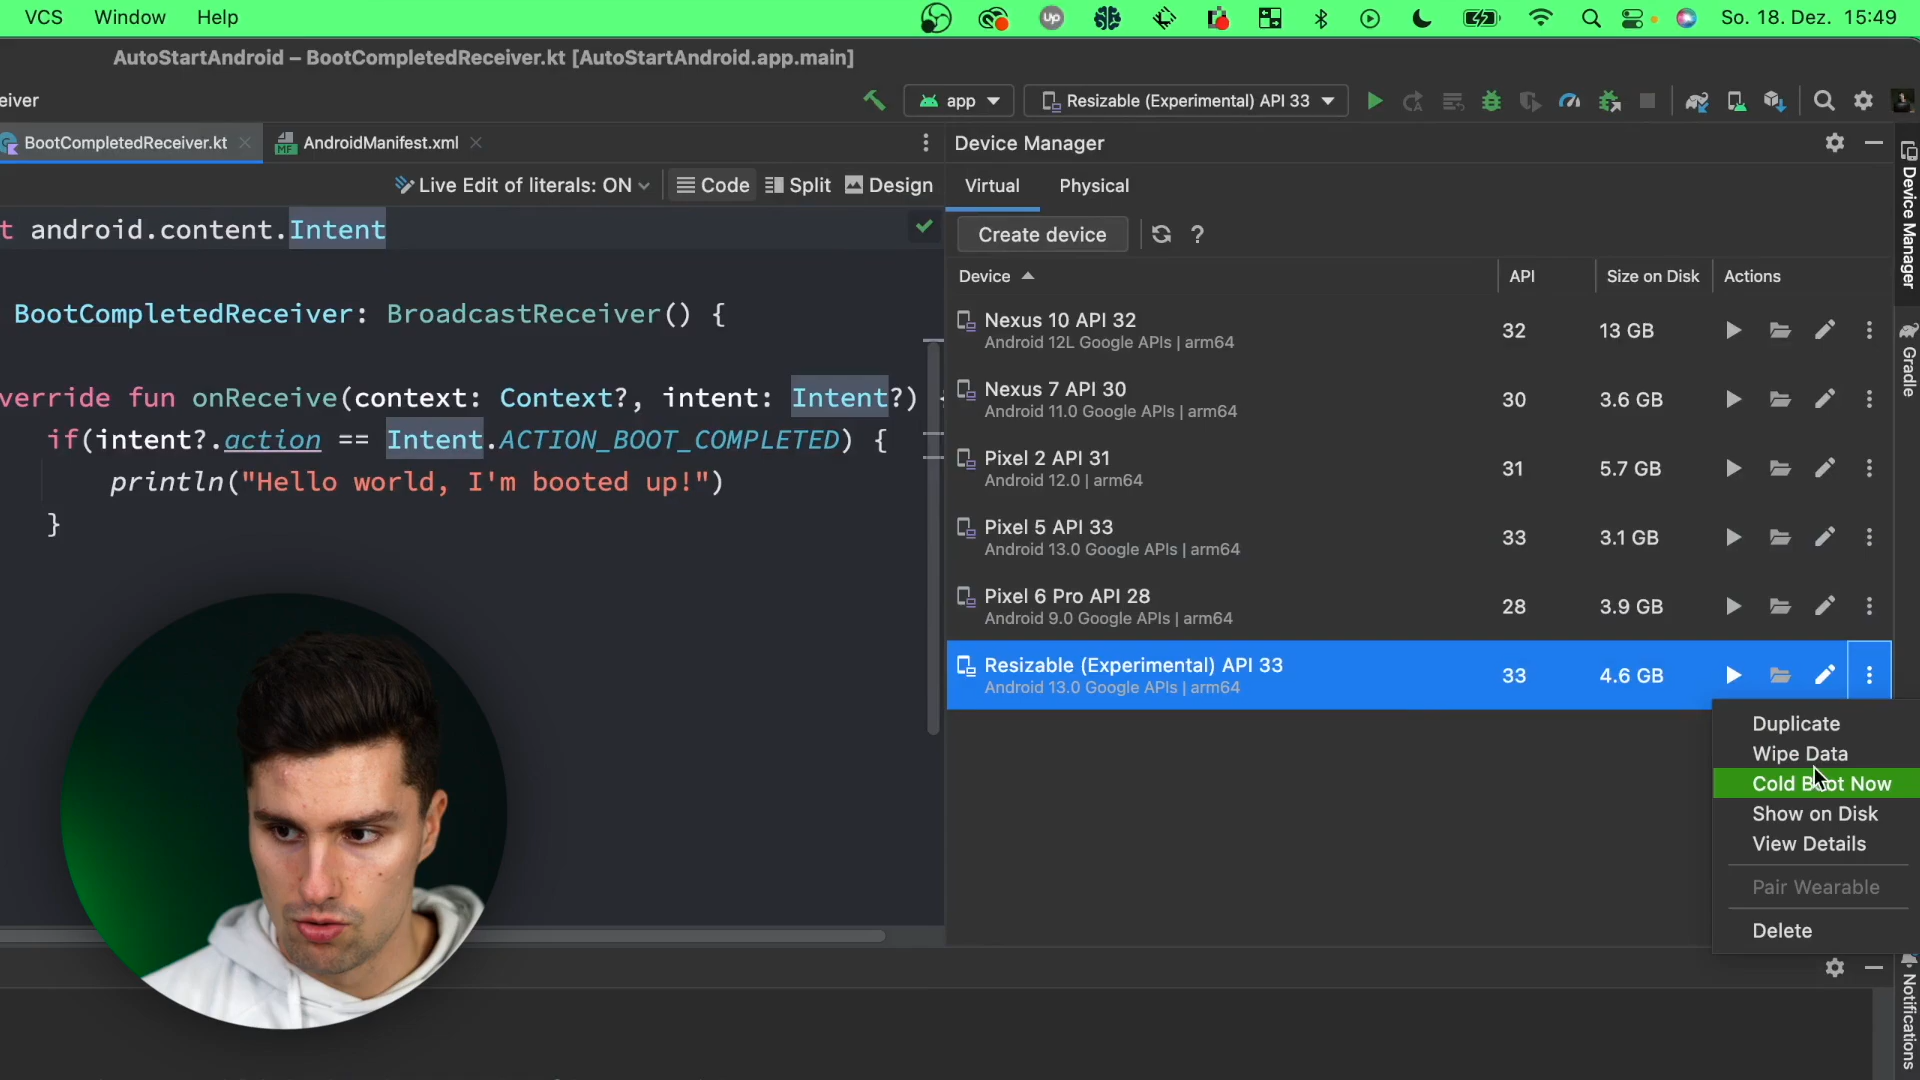 VCS Window Help
UP
So. 18. Dez. 15:49
AutoStartAndroid – BootCompletedReceiver.kt [AutoStartAndroid.app.main]
eiver
app
Resizable (Experimental) API 33
BootCompletedReceiver.kt
MF AndroidManifest.xml
Live Edit of literals: ON
Code Split Design
t android.content.Intent
BootCompletedReceiver: BroadcastReceiver() {
verride fun onReceive(context: Context?, intent: Intent?) {
if(intent?.action == Intent.ACTION_BOOT_COMPLETED) {
println("Hello world, I'm booted up!")
}
Device Manager
Virtual Physical
Create device ?
Device API Size on Disk Actions
Nexus 10 API 32 32 13 GB
Android 12L Google APIs | arm64
Nexus 7 API 30 30 3.6 GB
Android 11.0 Google APIs | arm64
Pixel 2 API 31 31 5.7 GB
Android 12.0 | arm64
Pixel 5 API 33 33 3.1 GB
Android 13.0 Google APIs | arm64
Pixel 6 Pro API 28 28 3.9 GB
Android 9.0 Google APIs | arm64
Resizable (Experimental) API 33 33 4.6 GB
Android 13.0 Google APIs | arm64
Duplicate
Wipe Data
Cold Boot Now
Show on Disk
View Details
Pair Wearable
Delete
Device Manager
Gradle
Notifications